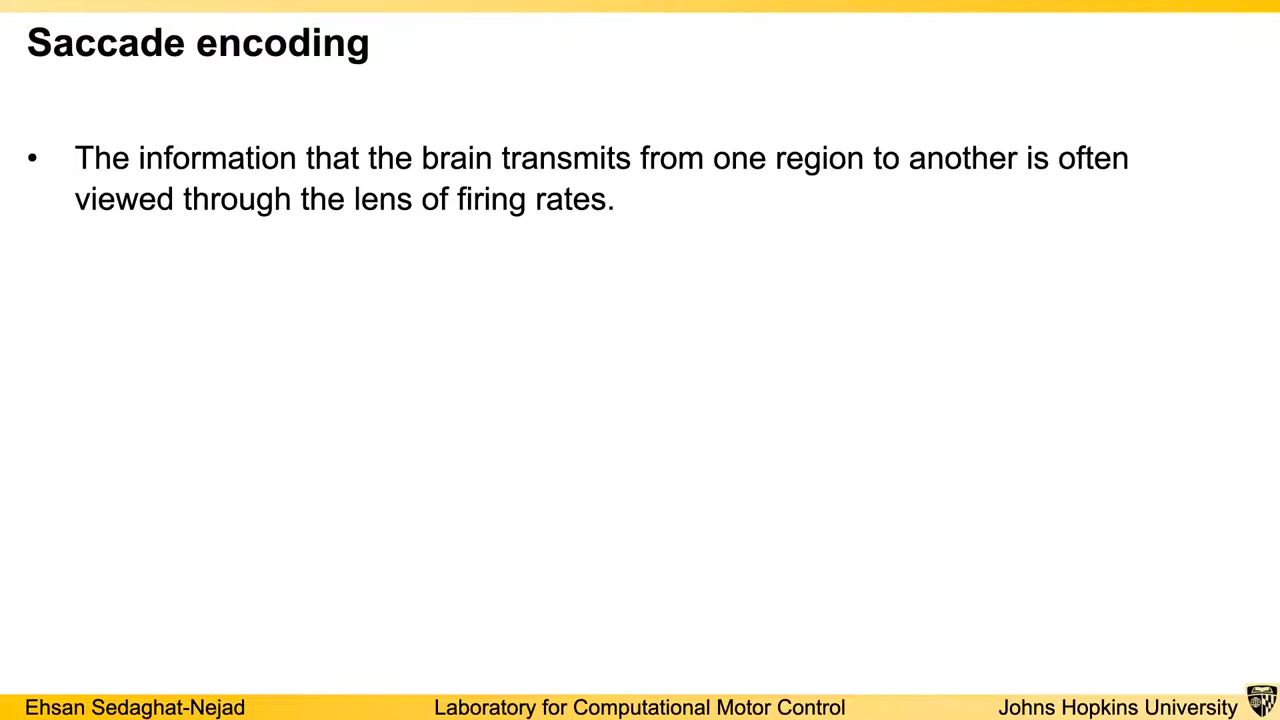 Saccade encoding
• The information that the brain transmits from one region to another is often
viewed through the lens of firing rates.
Ehsan Sedaghat-Nejad Laboratory for Computational Motor Control Johns Hopkins University